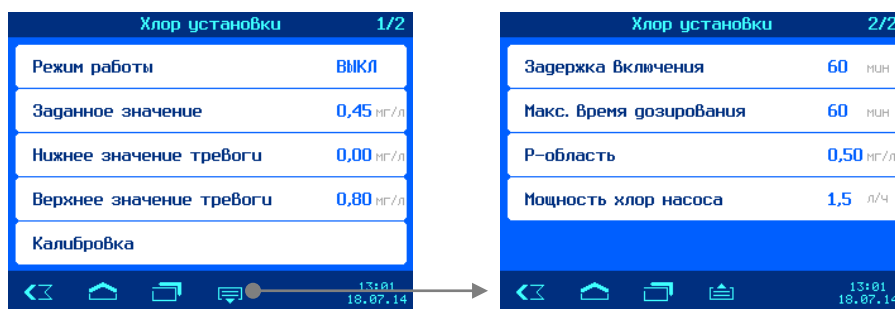 Хлор установки 1/2
Режим работы ВЫКЛ
Заданное значение 0,45 мг/л
Нижнее значение тревоги 0,00 мг/л
Верхнее значение тревоги 0,80 мг/л
Калибровка
13:01
18.07.14
Хлор установки 2/2
Задержка включения 60 мин
Макс. время дозирования 60 мин
Р-область 0,50 мг/л
Мощность хлор насоса 1,5 л/ч
13:01
18.07.14